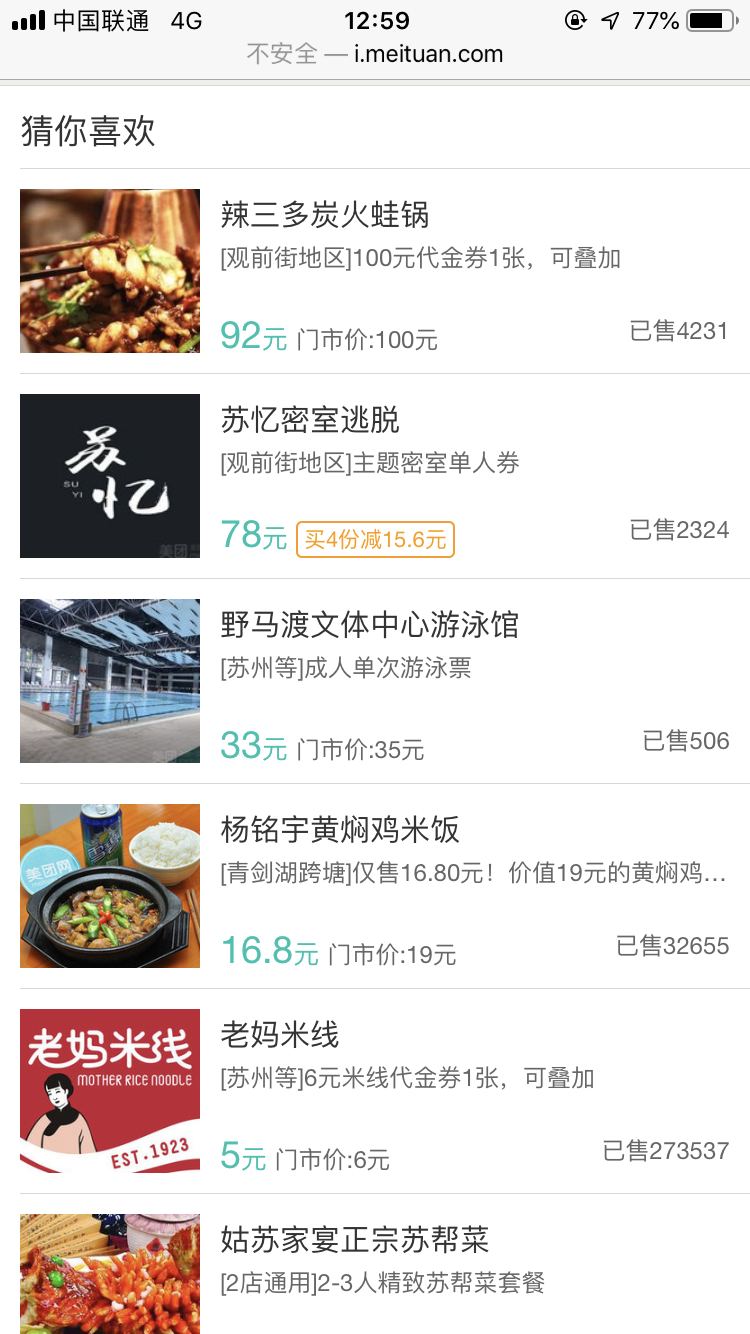 中国联通 4G 12:59 77%
不安全 — i.meituan.com
猜你喜欢
辣三多炭火蛙锅
[观前街地区]100元代金券1张，可叠加
92元 门市价:100元 已售4231
苏忆
SU
YI
美团
苏忆密室逃脱
[观前街地区]主题密室单人券
78元 买4份减15.6元 已售2324
野马渡文体中心游泳馆
[苏州等]成人单次游泳票
33元 门市价:35元 已售506
美团网
杨铭宇黄焖鸡米饭
[青剑湖跨塘]仅售16.80元！价值19元的黄焖鸡…
16.8元 门市价:19元 已售32655
老妈米线
MOTHER RICE NOODLE
EST.1923
老妈米线
[苏州等]6元米线代金券1张，可叠加
5元 门市价:6元 已售273537
姑苏家宴正宗苏帮菜
[2店通用]2-3人精致苏帮菜套餐